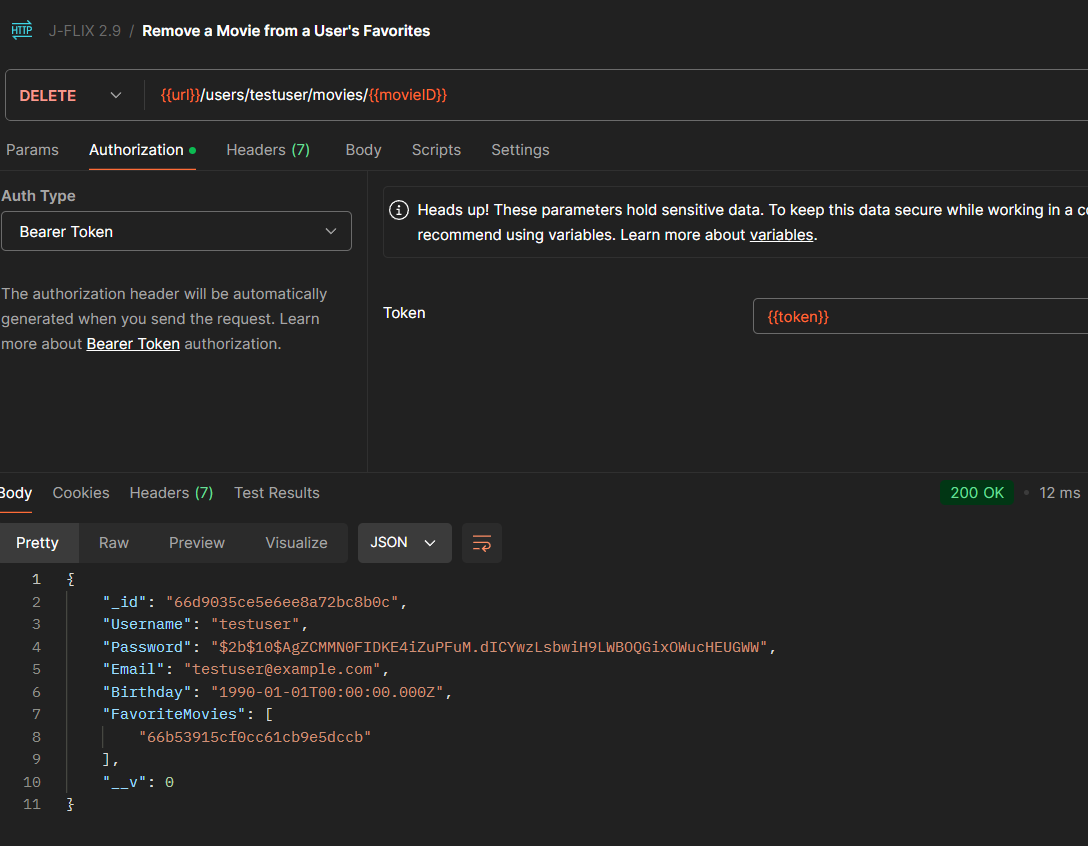 HTTP J-FLIX 2.9 / Remove a Movie from a User's Favorites
DELETE {{url}}/users/testuser/movies/{{movieID}}
Params Authorization Headers (7) Body Scripts Settings
Auth Type
Bearer Token
The authorization header will be automatically
generated when you send the request. Learn
more about Bearer Token authorization.
Heads up! These parameters hold sensitive data. To keep this data secure while working in a
recommend using variables. Learn more about variables.
Token {{token}}
Body Cookies Headers (7) Test Results 200 OK • 12 ms
Pretty Raw Preview Visualize JSON
1 {
2 "_id": "66d9035ce5e6ee8a72bc8b0c",
3 "Username": "testuser",
4 "Password": "$2b$10$AgZCMMN0FIDKE4iZuPFuM.dICYwzLsbwiH9LWBOQGixOWucHEUGWW",
5 "Email": "testuser@example.com",
6 "Birthday": "1990-01-01T00:00:00.000Z",
7 "FavoriteMovies": [
8 "66b53915cf0cc61cb9e5dccb"
9 ],
10 "__v": 0
11 }